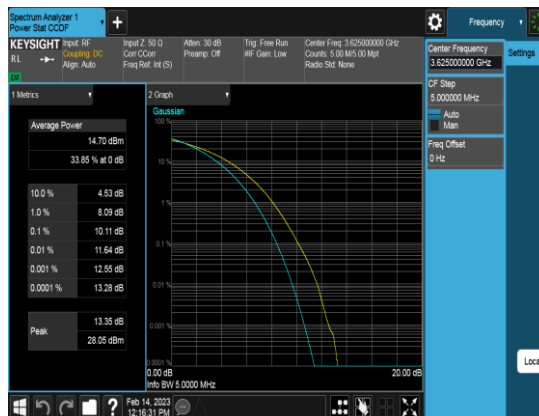 Spectrum Analyzer 1
Power Stat CCDF
Frequency
KEYSIGHT
RL
Input: RF
Coupling: DC
Align: Auto
Input Z: 50 Ω
Corr CCorr
Freq Ref: Int (S)
Atten: 30 dB
Preamp: Off
Trig: Free Run
#IF Gain: Low
Center Freq: 3.625000000 GHz
Counts: 5.00 M/5.00 Mpt
Radio Std: None
Center Frequency
3.625000000 GHz
Settings
CF Step
5.000000 MHz
Auto
Man
Freq Offset
0 Hz
1 Metrics
Average Power
14.70 dBm
33.85 % at 0 dB
10.0 % 4.53 dB
1.0 % 8.09 dB
0.1 % 10.11 dB
0.01 % 11.64 dB
0.001 % 12.55 dB
0.0001 % 13.28 dB
Peak
13.35 dB
28.05 dBm
2 Graph
Gaussian
100 %
10 %
1 %
0.1 %
0.01 %
0.001 %
0.0001 %
0.00 dB
20.00 dB
Info BW 5.0000 MHz
Loca
?
Feb 14, 2023
12:16:31 PM